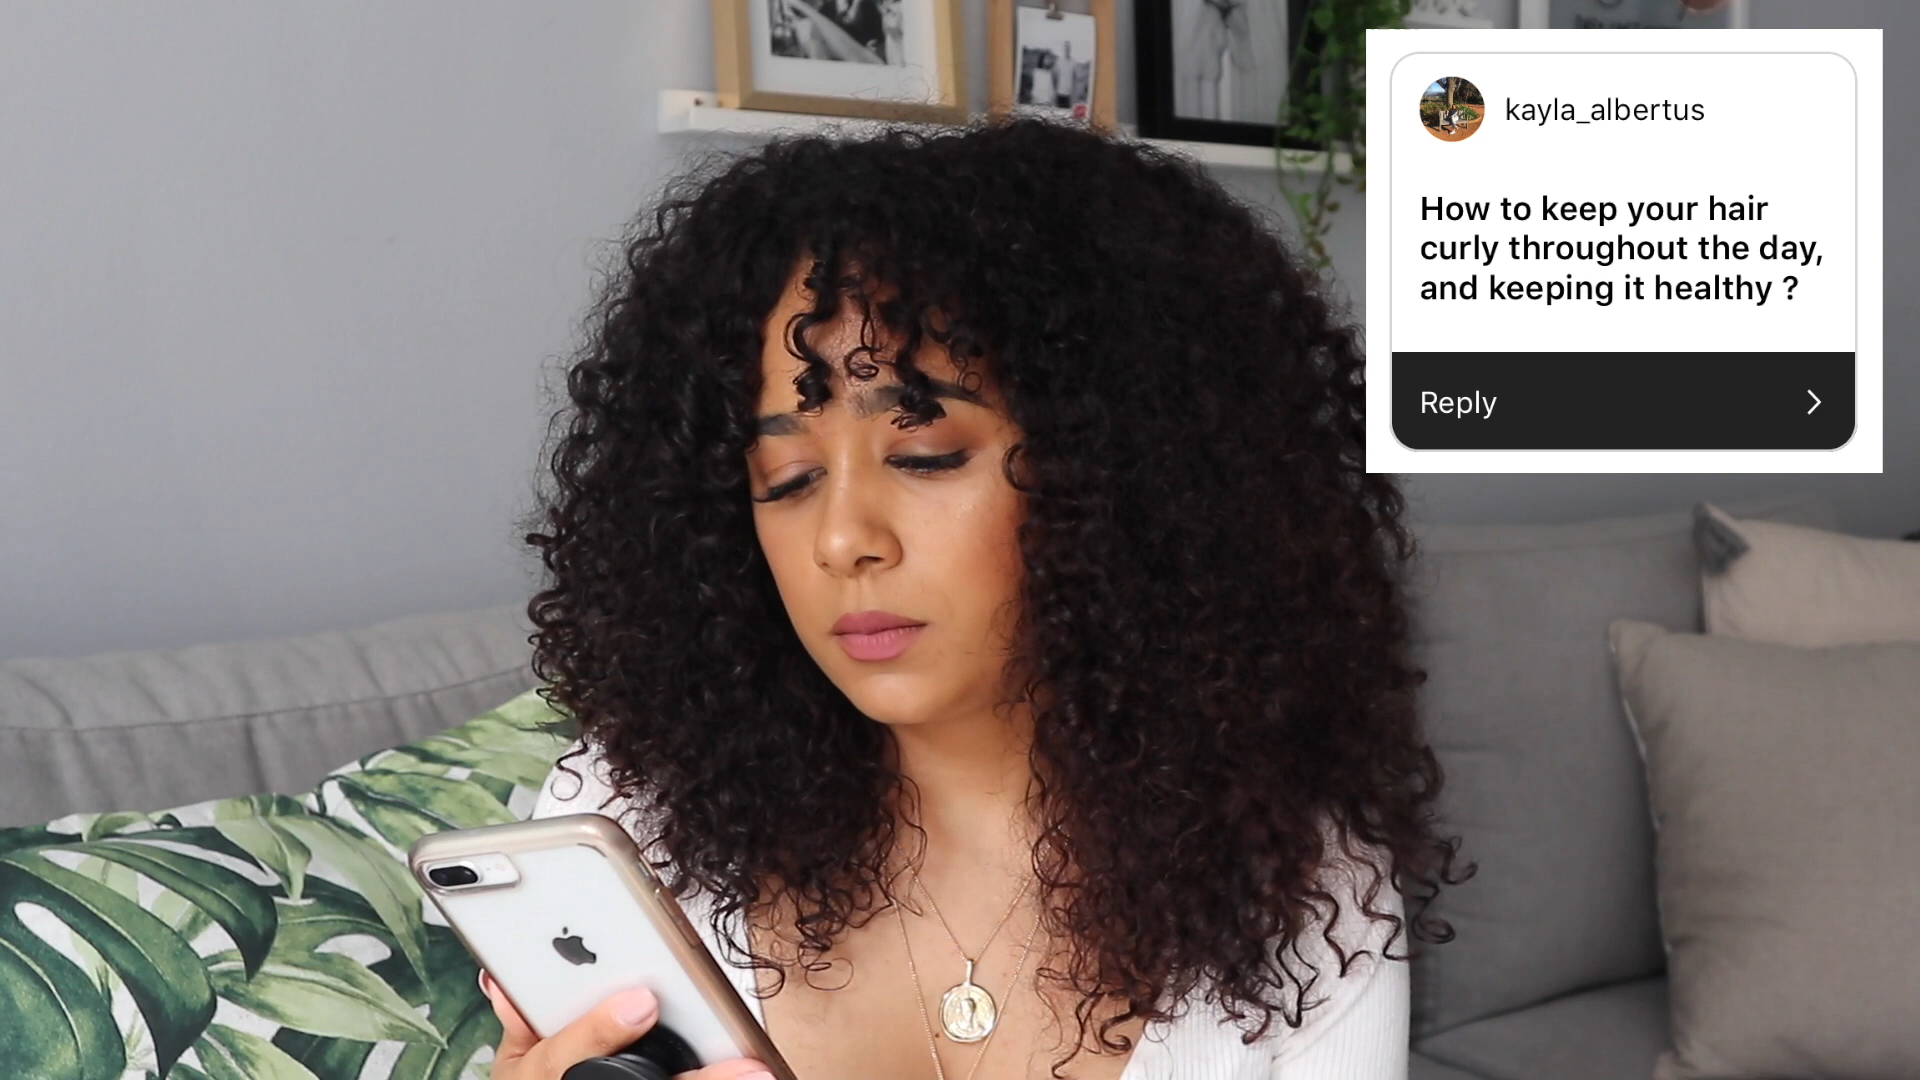 kayla_albertus
How to keep your hair
curly throughout the day,
and keeping it healthy ?
Reply